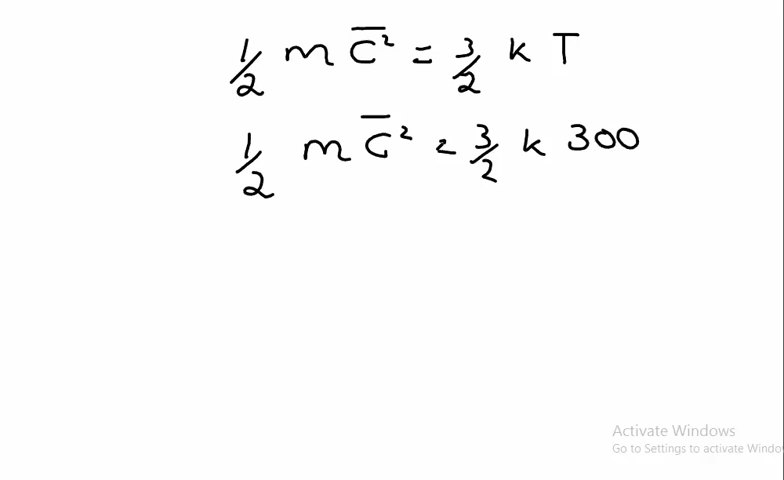 1/2 m c̅² = 3/2 k T
1/2 m c̅² = 3/2 k 300
Activate Windows
Go to Settings to activate Windo